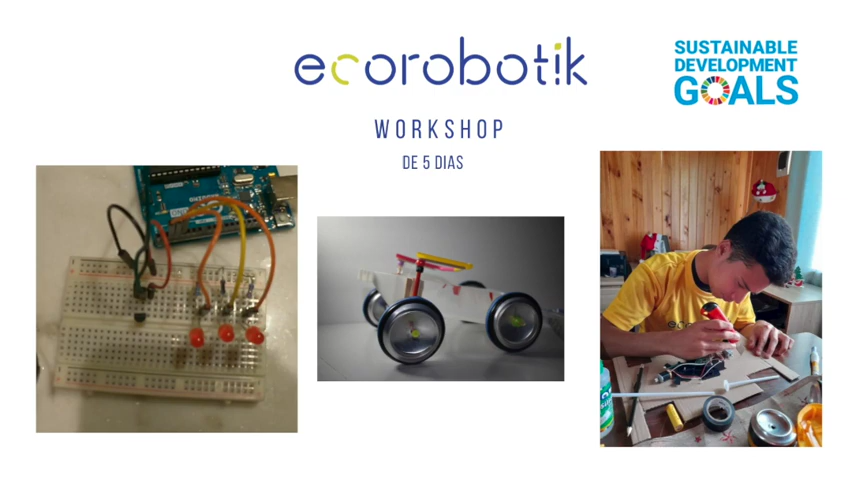 ecorobotik
WORKSHOP
DE 5 DIAS
SUSTAINABLE
DEVELOPMENT
GOALS